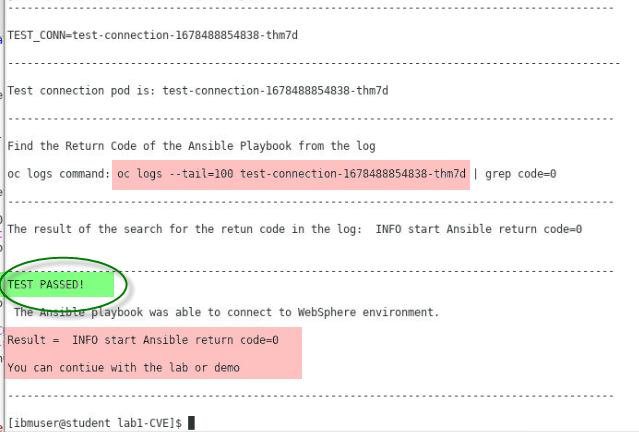 --------------------------------------------------------------------------------------------
TEST_CONN=test-connection-1678488854838-thm7d
---------------------------------------------------------------------------------------------
Test connection pod is: test-connection-1678488854838-thm7d
--------------------------------------------------------------------------------------------
Find the Return Code of the Ansible Playbook from the log
oc logs command: oc logs --tail=100 test-connection-1678488854838-thm7d | grep code=0
--------------------------------------------------------------------------------------------
The result of the search for the retun code in the log:  INFO start Ansible return code=0
--------------------------------------------------------------------------------------------
TEST PASSED!
 The Ansible playbook was able to connect to WebSphere environment.
Result =  INFO start Ansible return code=0
You can contiue with the lab or demo
--------------------------------------------------------------------------------------------
[ibmuser@student lab1-CVE]$